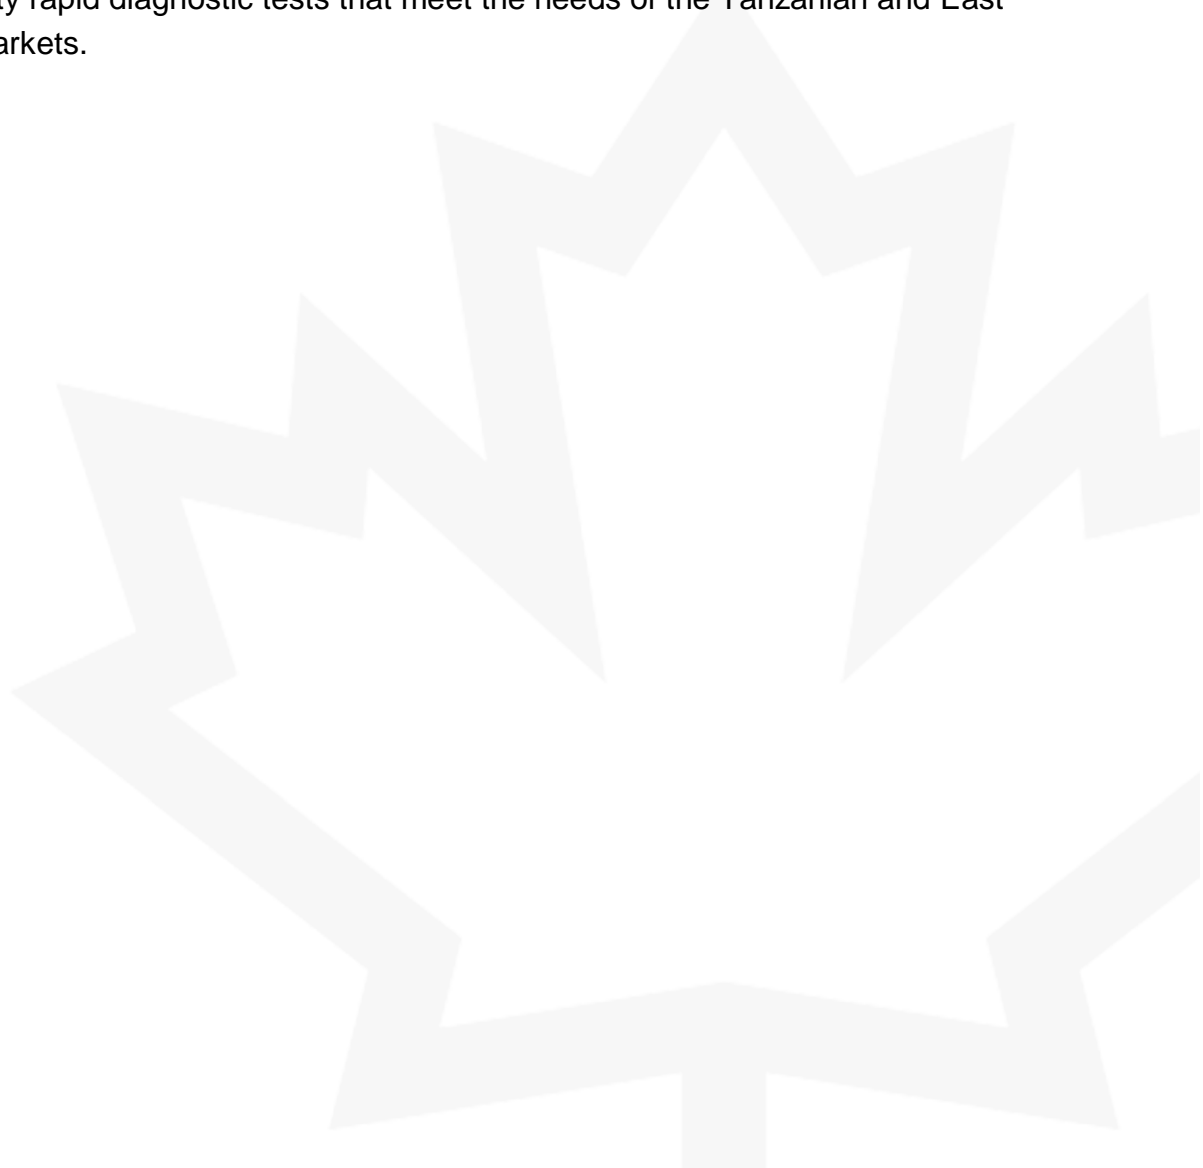 ty rapid diagnostic tests that meet the needs of the Tanzanian and East
arkets.